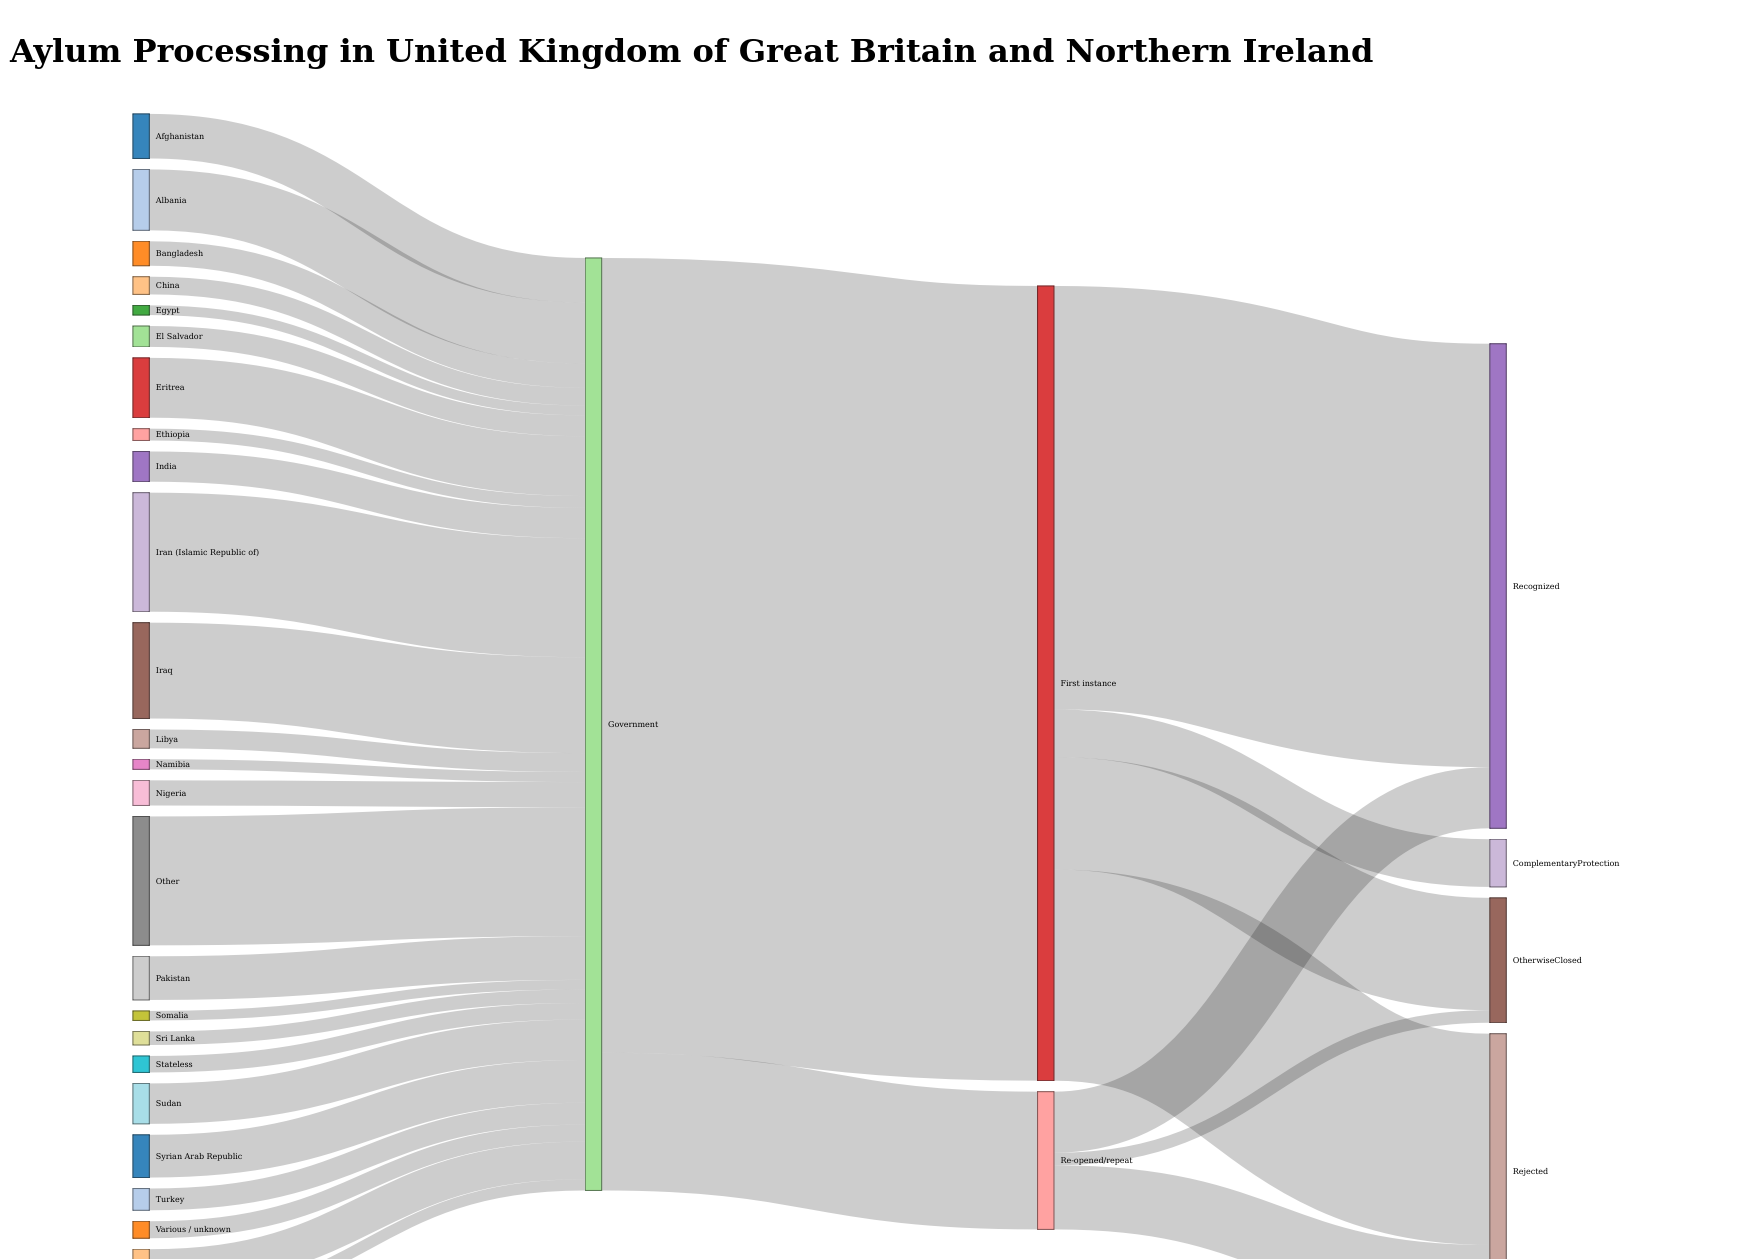 Aylum Processing in United Kingdom of Great Britain and Northern Ireland
Afghanistan
Albania
Bangladesh
China
Egypt
El Salvador
Eritrea
Ethiopia
India
Iran (Islamic Republic of)
Iraq
Libya
Namibia
Nigeria
Other
Pakistan
Somalia
Sri Lanka
Stateless
Sudan
Syrian Arab Republic
Turkey
Various / unknown
Government
First instance
Re-opened/repeat
Recognized
ComplementaryProtection
OtherwiseClosed
Rejected